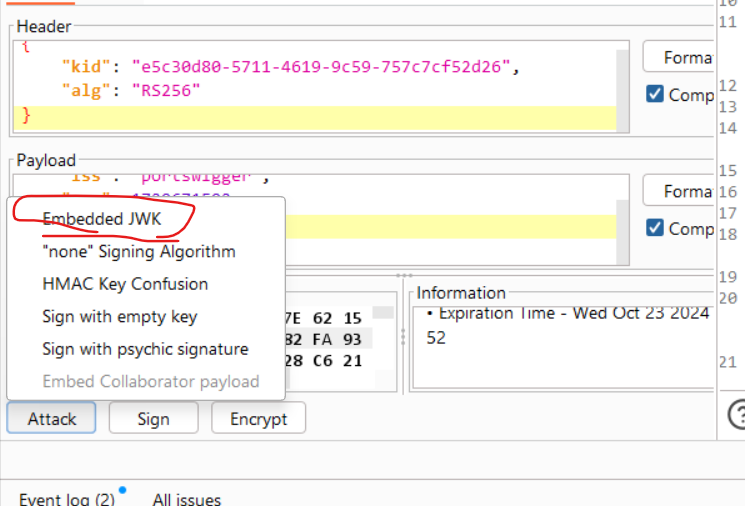 10
11
Header
{
"kid": "e5c30d80-5711-4619-9c59-757c7cf52d26",
"alg": "RS256"
}
Forma
Comp
12
13
14
Payload
"iss": "portswigger",
Forma
Comp
15
16
17
18
Embedded JWK
"none" Signing Algorithm
HMAC Key Confusion
Sign with empty key
Sign with psychic signature
Embed Collaborator payload
7E 62 15
82 FA 93
28 C6 21
Information
• Expiration Time - Wed Oct 23 2024
52
19
20
21
Attack
Sign
Encrypt
?
Event log (2)
All issues